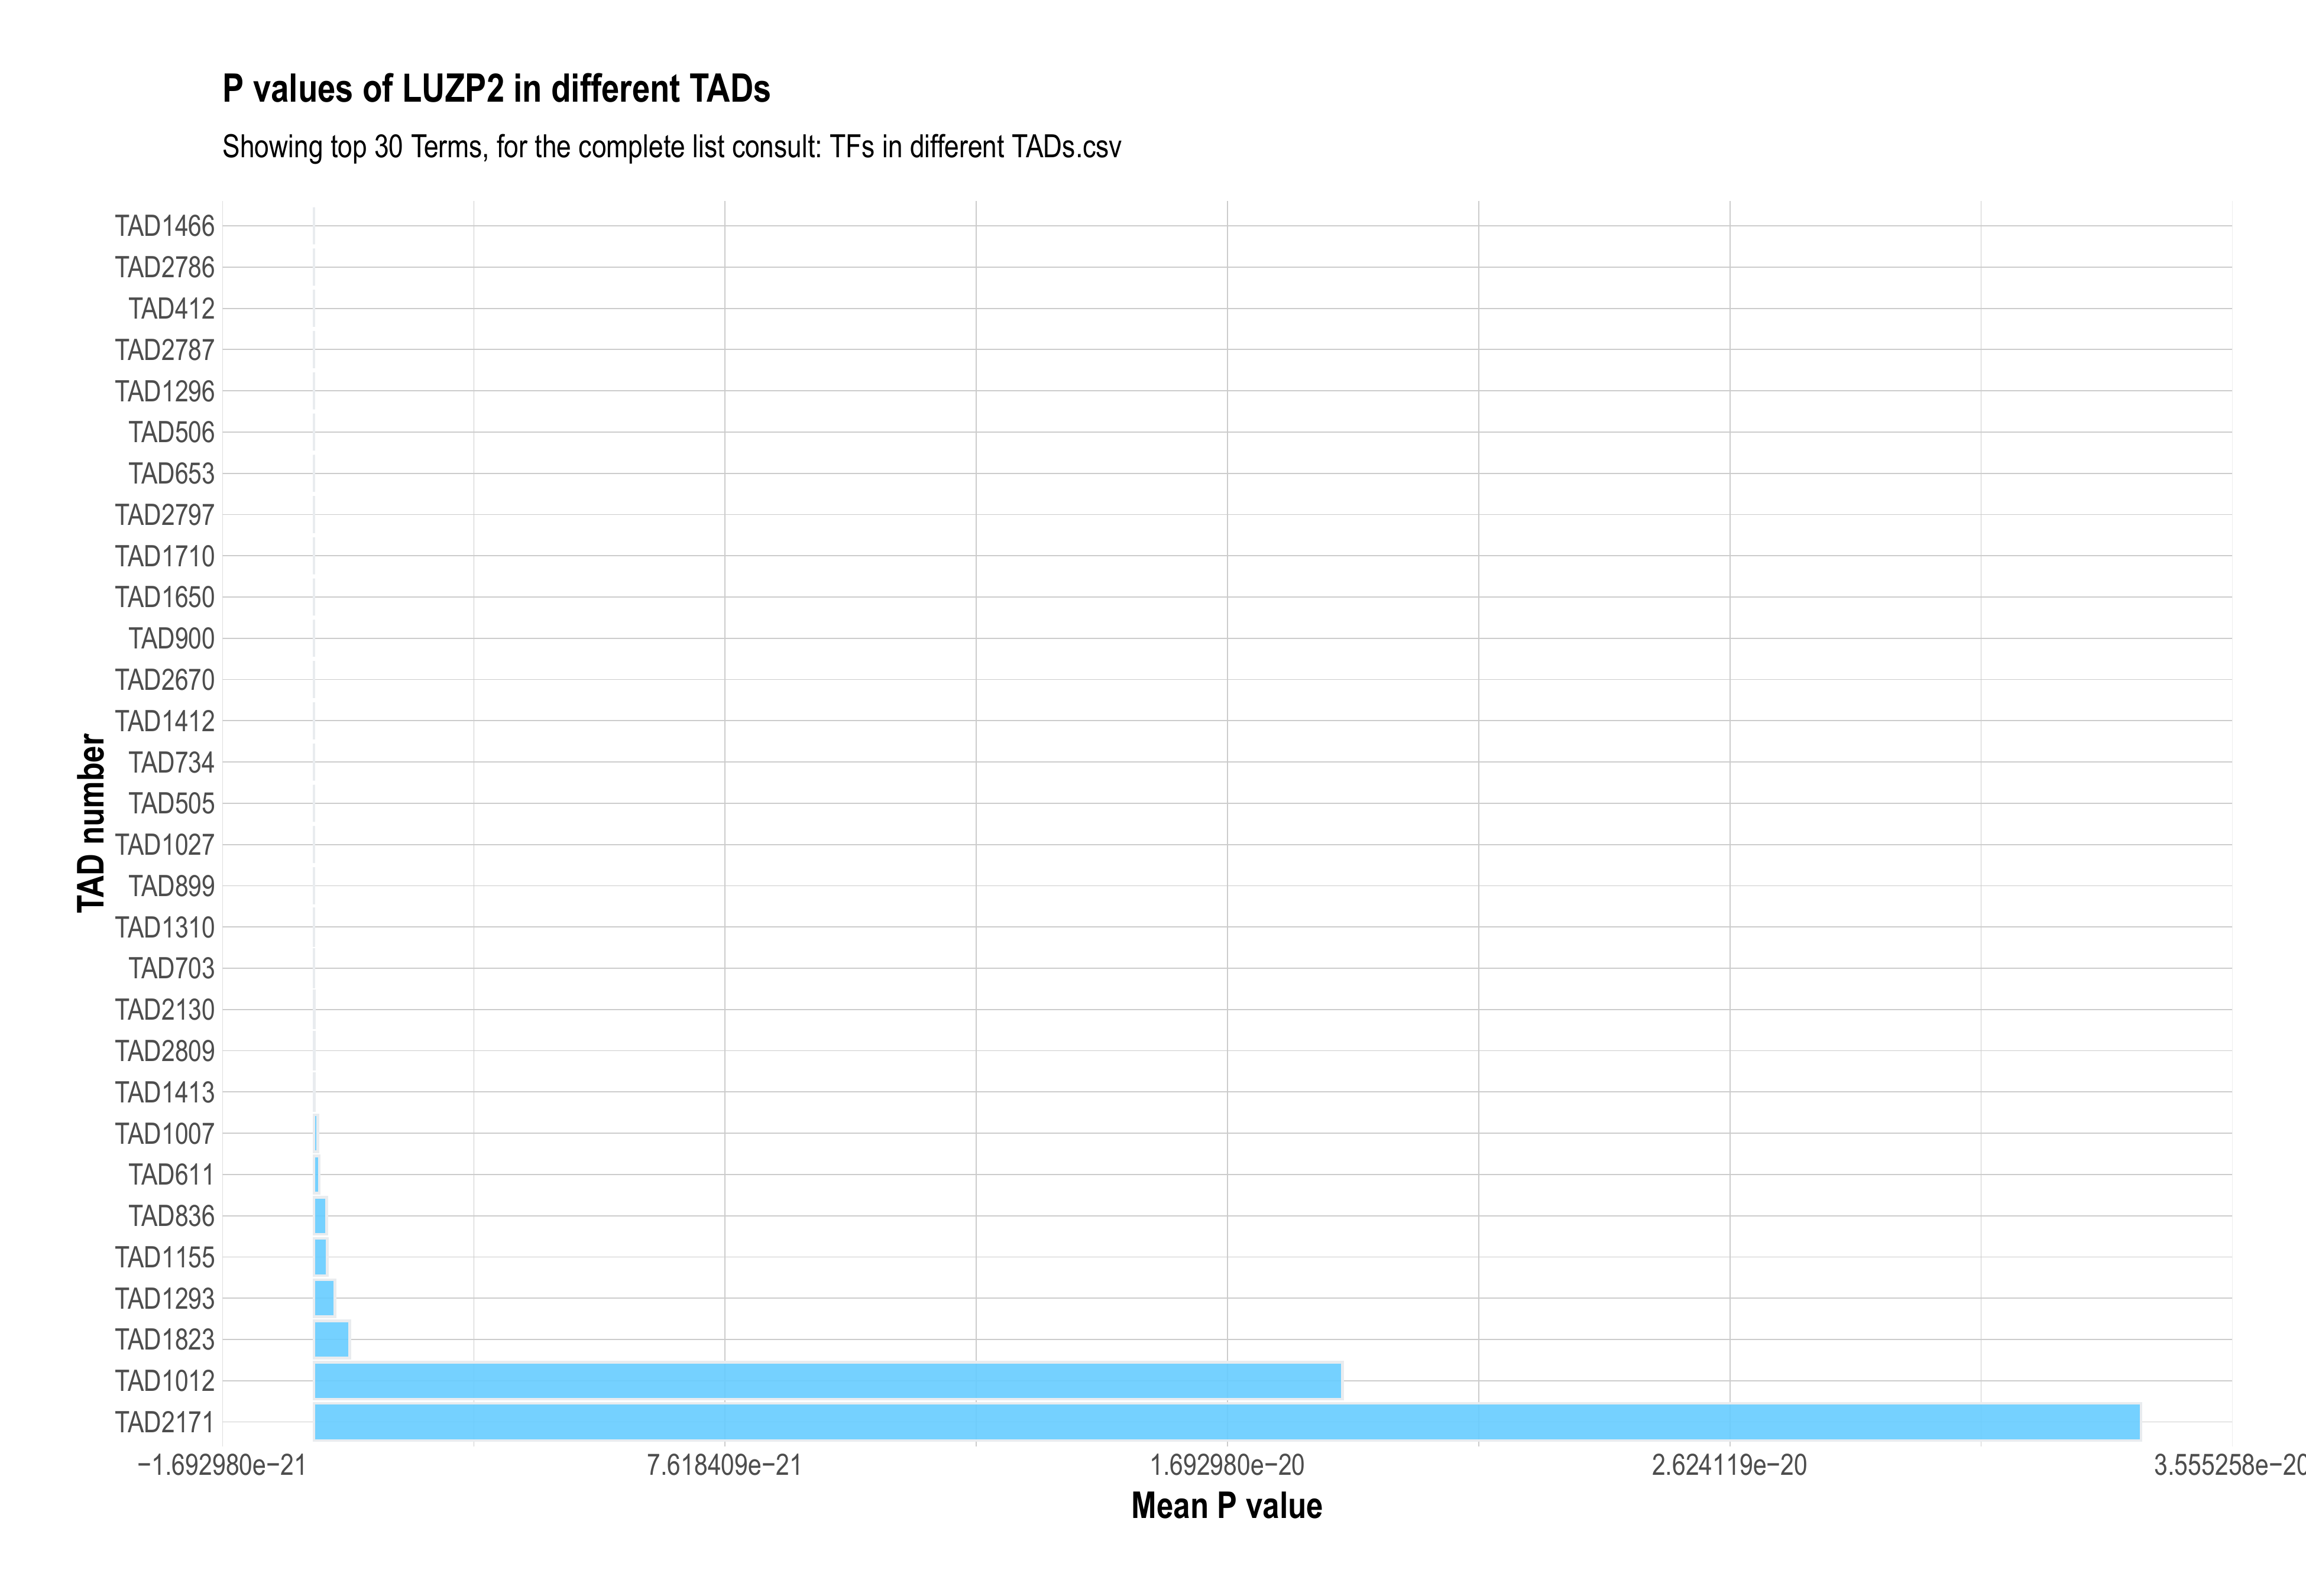 P values of LUZP2 in different TADs
Showing top 30 Terms, for the complete list consult: TFs in different TADs.csv
TAD number
TAD1466
TAD2786
TAD412
TAD2787
TAD1296
TAD506
TAD653
TAD2797
TAD1710
TAD1650
TAD900
TAD2670
TAD1412
TAD734
TAD505
TAD1027
TAD899
TAD1310
TAD703
TAD2130
TAD2809
TAD1413
TAD1007
TAD611
TAD836
TAD1155
TAD1293
TAD1823
TAD1012
TAD2171
−1.692980e−21 7.618409e−21 1.692980e−20 2.624119e−20 3.555258e−20
Mean P value